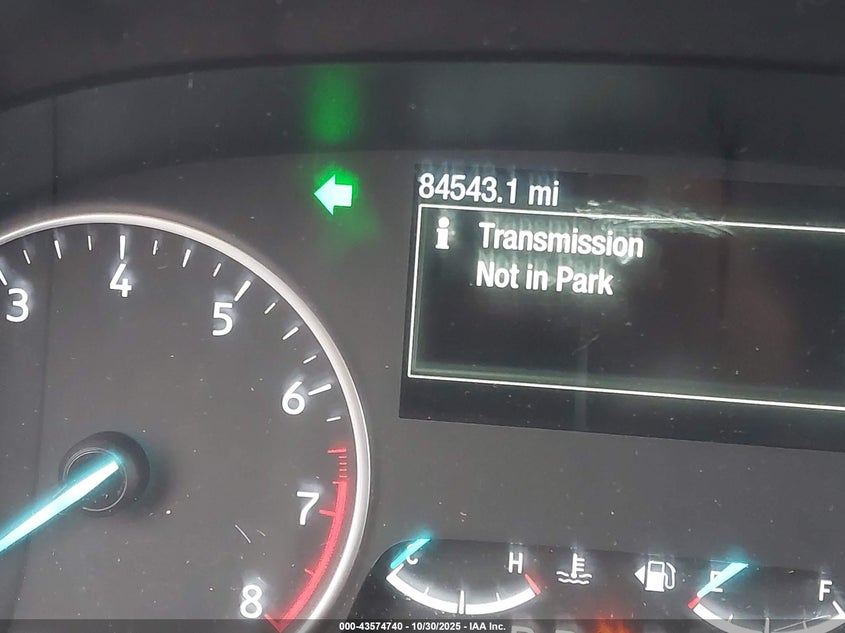 84543.1 mi
i Transmission
Not in Park
3
4
5
6
7
8
C H
E F
000-43574740 - 10/30/2025 - IAA Inc.